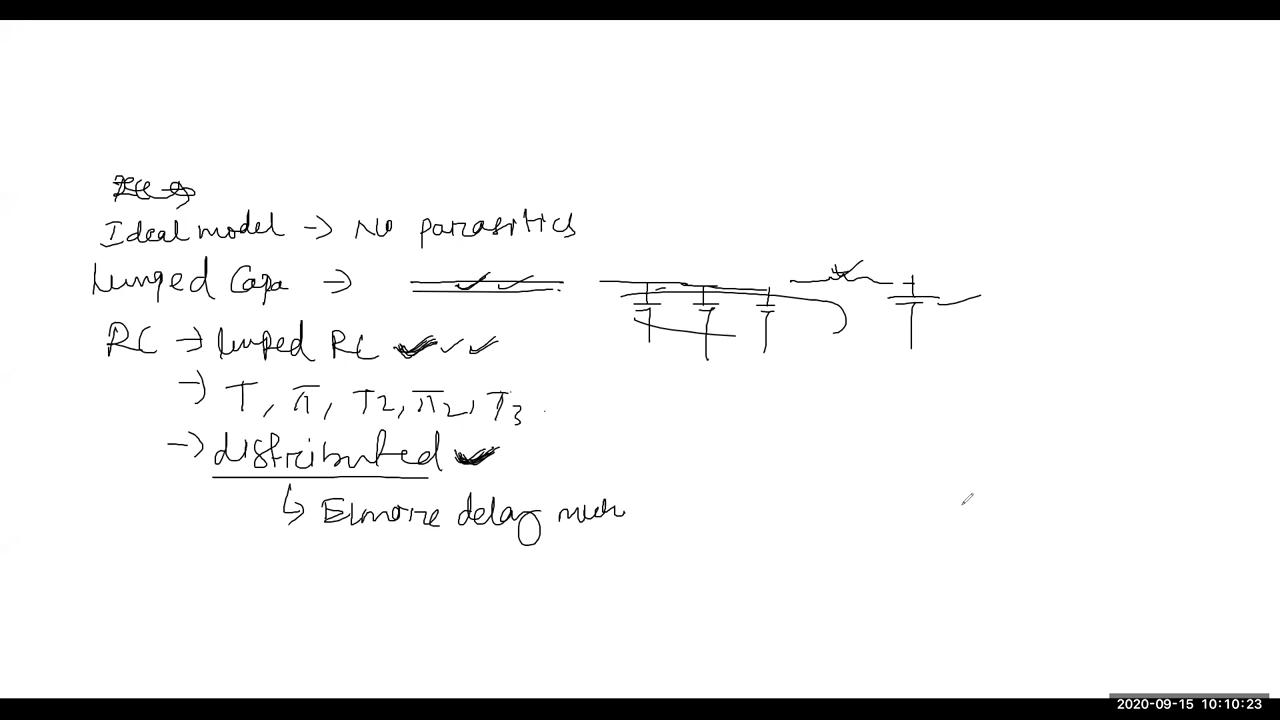 Ideal model → No parasitics
lumped Capa →
RC → lumped RC
→ T, π, T2, π2, T3
→ distributed
↳ Elmore delay
2020-09-15 10:10:23